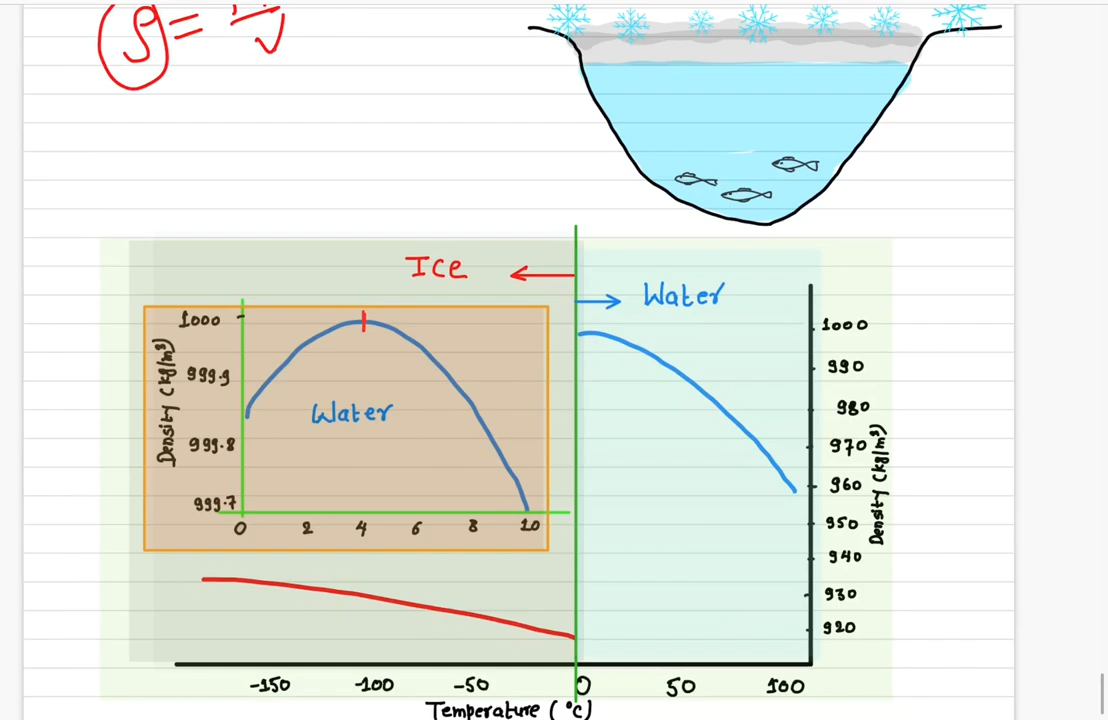 ρ =
Ice
Water
1000
999.9
999.8
999.7
Density (kg/m³)
Water
0 2 4 6 8 10
1000
990
980
970
960
950
940
930
920
Density (kg/m³)
-150 -100 -50 0 50 100
Temperature (°C)